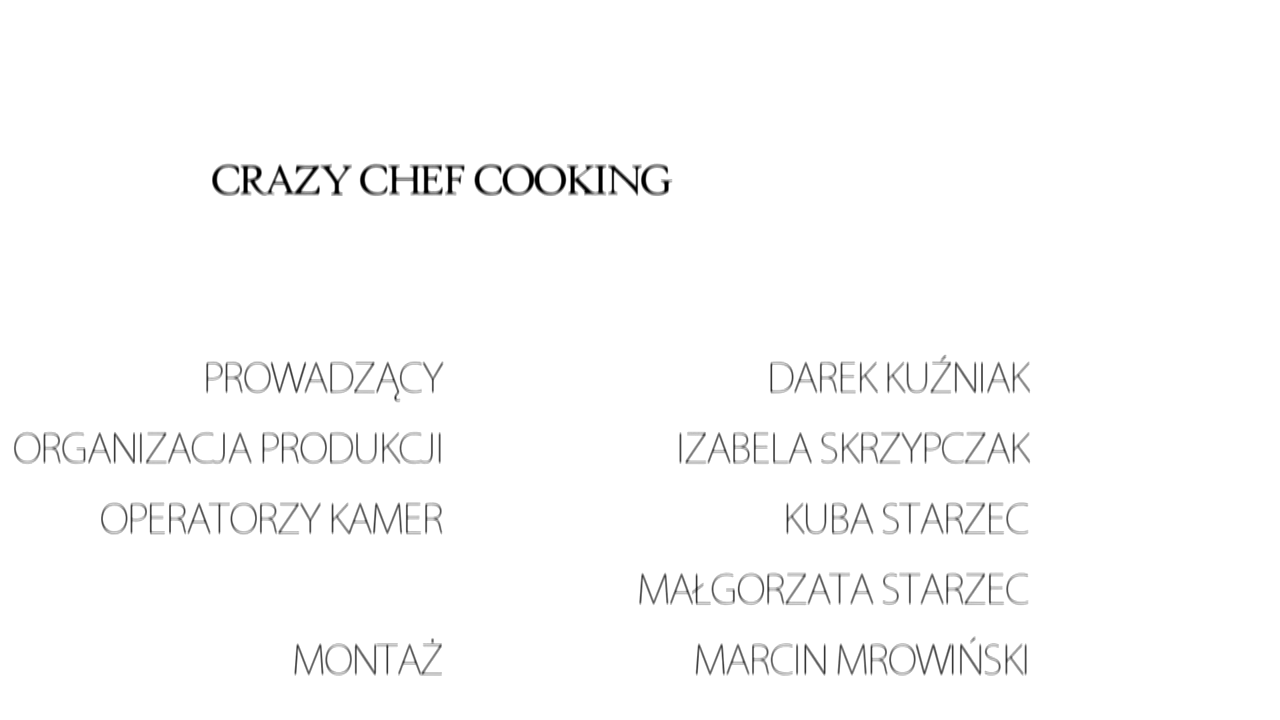 CRAZY CHEF COOKING
PROWADZĄCY DAREK KUŹNIAK
ORGANIZACJA PRODUKCJI IZABELA SKRZYPCZAK
OPERATORZY KAMER KUBA STARZEC
MAŁGORZATA STARZEC
MONTAŻ MARCIN MROWIŃSKI